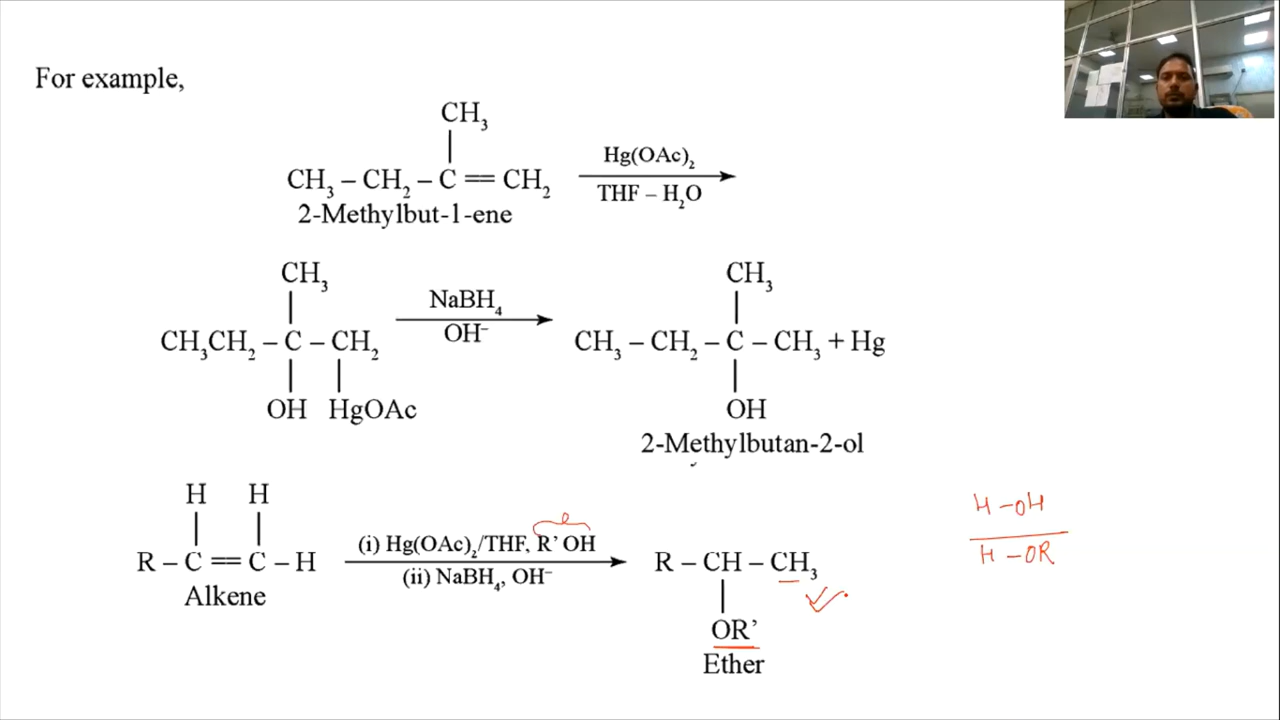 For example,
CH₃
CH₃ – CH₂ – C = CH₂
Hg(OAc)₂
THF – H₂O
2-Methylbut-1-ene
CH₃
CH₃CH₂ – C – CH₂
OH HgOAc
NaBH₄
OH⁻
CH₃
CH₃ – CH₂ – C – CH₃ + Hg
OH
2-Methylbutan-2-ol
H H
R – C = C – H
Alkene
(i) Hg(OAc)₂/THF, R’ OH
(ii) NaBH₄, OH⁻
R – CH – CH₃
OR’
Ether
H – OH
H – OR